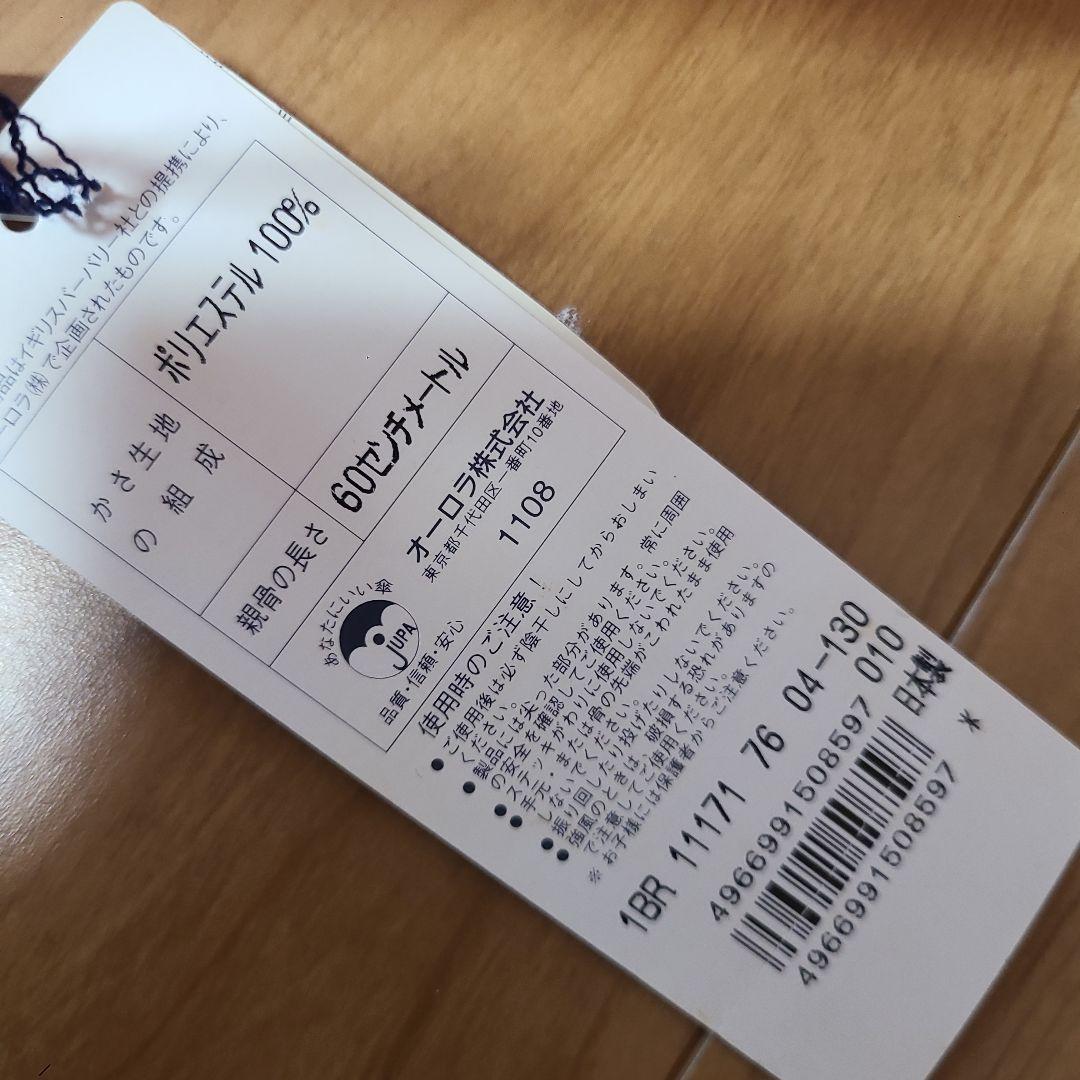 品はイギリスバーバリー社との提携により、
ーロラ㈱で企画されたものです。
かさ生地
の組成
ポリエステル 100%
親骨の長さ
60センチメートル
あなたにいい傘
JUPA
品質・信頼・安心
オーロラ株式会社
東京都千代田区一番町10番地
1108
使用時のご注意！
●ご使用後は必ず陰干しにしてからおしまい
ください。
●製品には尖った部分があります。常に周囲
の安全を確認してご使用ください。
●ステッキがわりに使用しないでください。
●手元・または骨の先端がこわれたまま使用
しないでください。
●振り回したり投げたりしないでください。
●強風のときは、破損する恐れがありますの
で注意してご使用ください。
※お子様には保護者からご注意ください。
1BR 11171 76 04-130
4966991508597 010
日本製
4966991508597
*